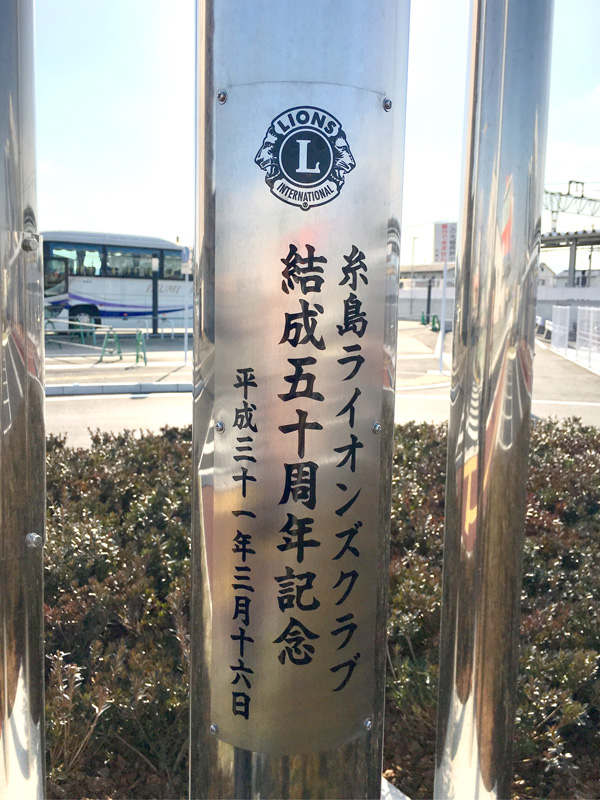 LIONS
L
INTERNATIONAL
糸島ライオンズクラブ
結成五十周年記念
平成三十一年三月十六日